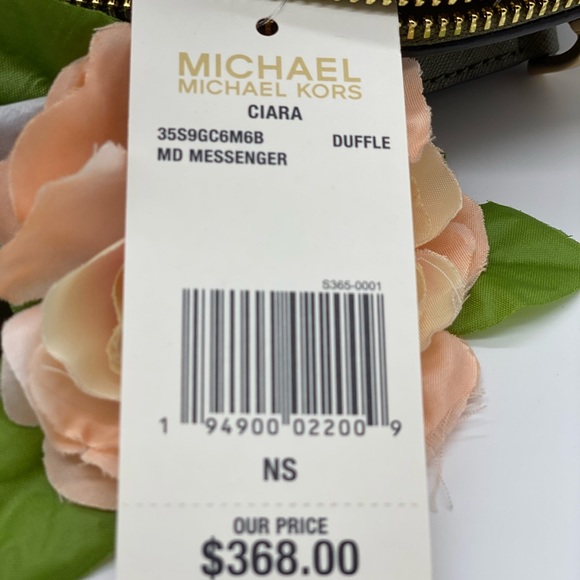 MICHAEL
MICHAEL KORS
CIARA
35S9GC6M6B DUFFLE
MD MESSENGER
S365-0001
1 94900 02200 9
NS
OUR PRICE
$368.00